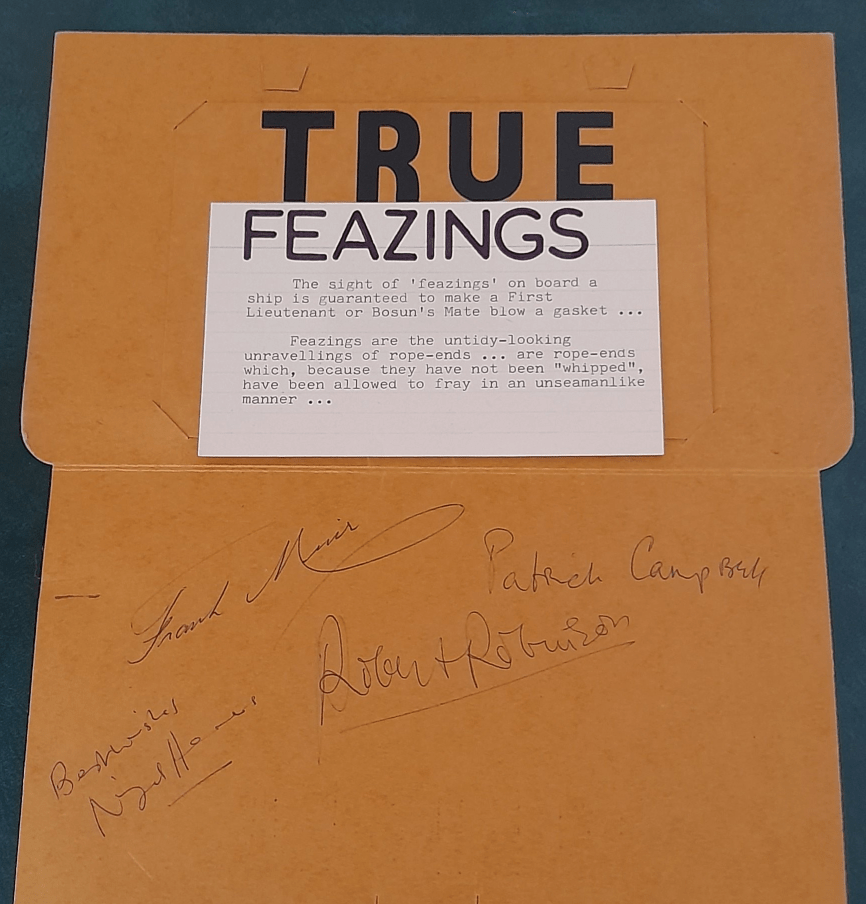 TRUE
FEAZINGS
The sight of 'feazings' on board a
ship is guaranteed to make a First
Lieutenant or Bosun's Mate blow a gasket ...
Feazings are the untidy-looking
unravellings of rope-ends ... are rope-ends
which, because they have not been "whipped",
have been allowed to fray in an unseamanlike
manner ...
Frank Muir
Patrick Campbell
Robert Robinson
Best wishes
Nigel